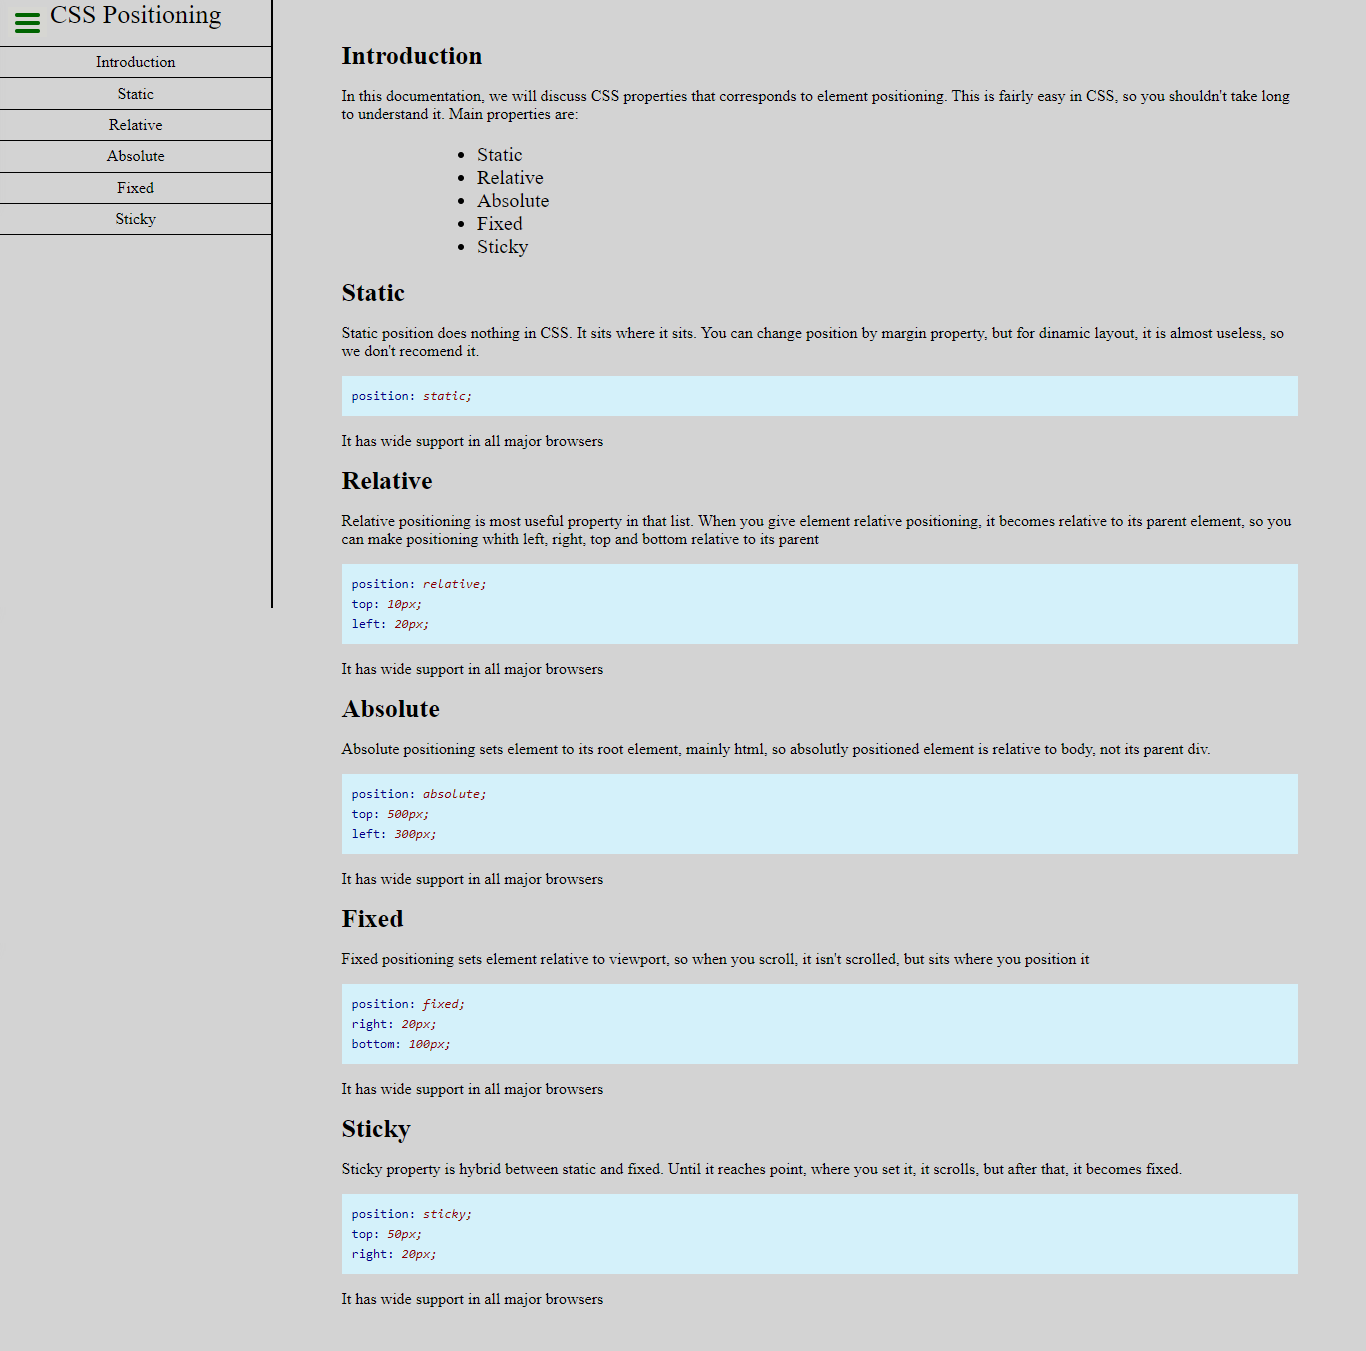 CSS Positioning
Introduction
Static
Relative
Absolute
Fixed
Sticky
Introduction
In this documentation, we will discuss CSS properties that corresponds to element positioning. This is fairly easy in CSS, so you shouldn't take long
to understand it. Main properties are:
• Static
• Relative
• Absolute
• Fixed
• Sticky
Static
Static position does nothing in CSS. It sits where it sits. You can change position by margin property, but for dinamic layout, it is almost useless, so
we don't recomend it.
position: static;
It has wide support in all major browsers
Relative
Relative positioning is most useful property in that list. When you give element relative positioning, it becomes relative to its parent element, so you
can make positioning whith left, right, top and bottom relative to its parent
position: relative;
top: 10px;
left: 20px;
It has wide support in all major browsers
Absolute
Absolute positioning sets element to its root element, mainly html, so absolutly positioned element is relative to body, not its parent div.
position: absolute;
top: 500px;
left: 300px;
It has wide support in all major browsers
Fixed
Fixed positioning sets element relative to viewport, so when you scroll, it isn't scrolled, but sits where you position it
position: fixed;
right: 20px;
bottom: 100px;
It has wide support in all major browsers
Sticky
Sticky property is hybrid between static and fixed. Until it reaches point, where you set it, it scrolls, but after that, it becomes fixed.
position: sticky;
top: 50px;
right: 20px;
It has wide support in all major browsers